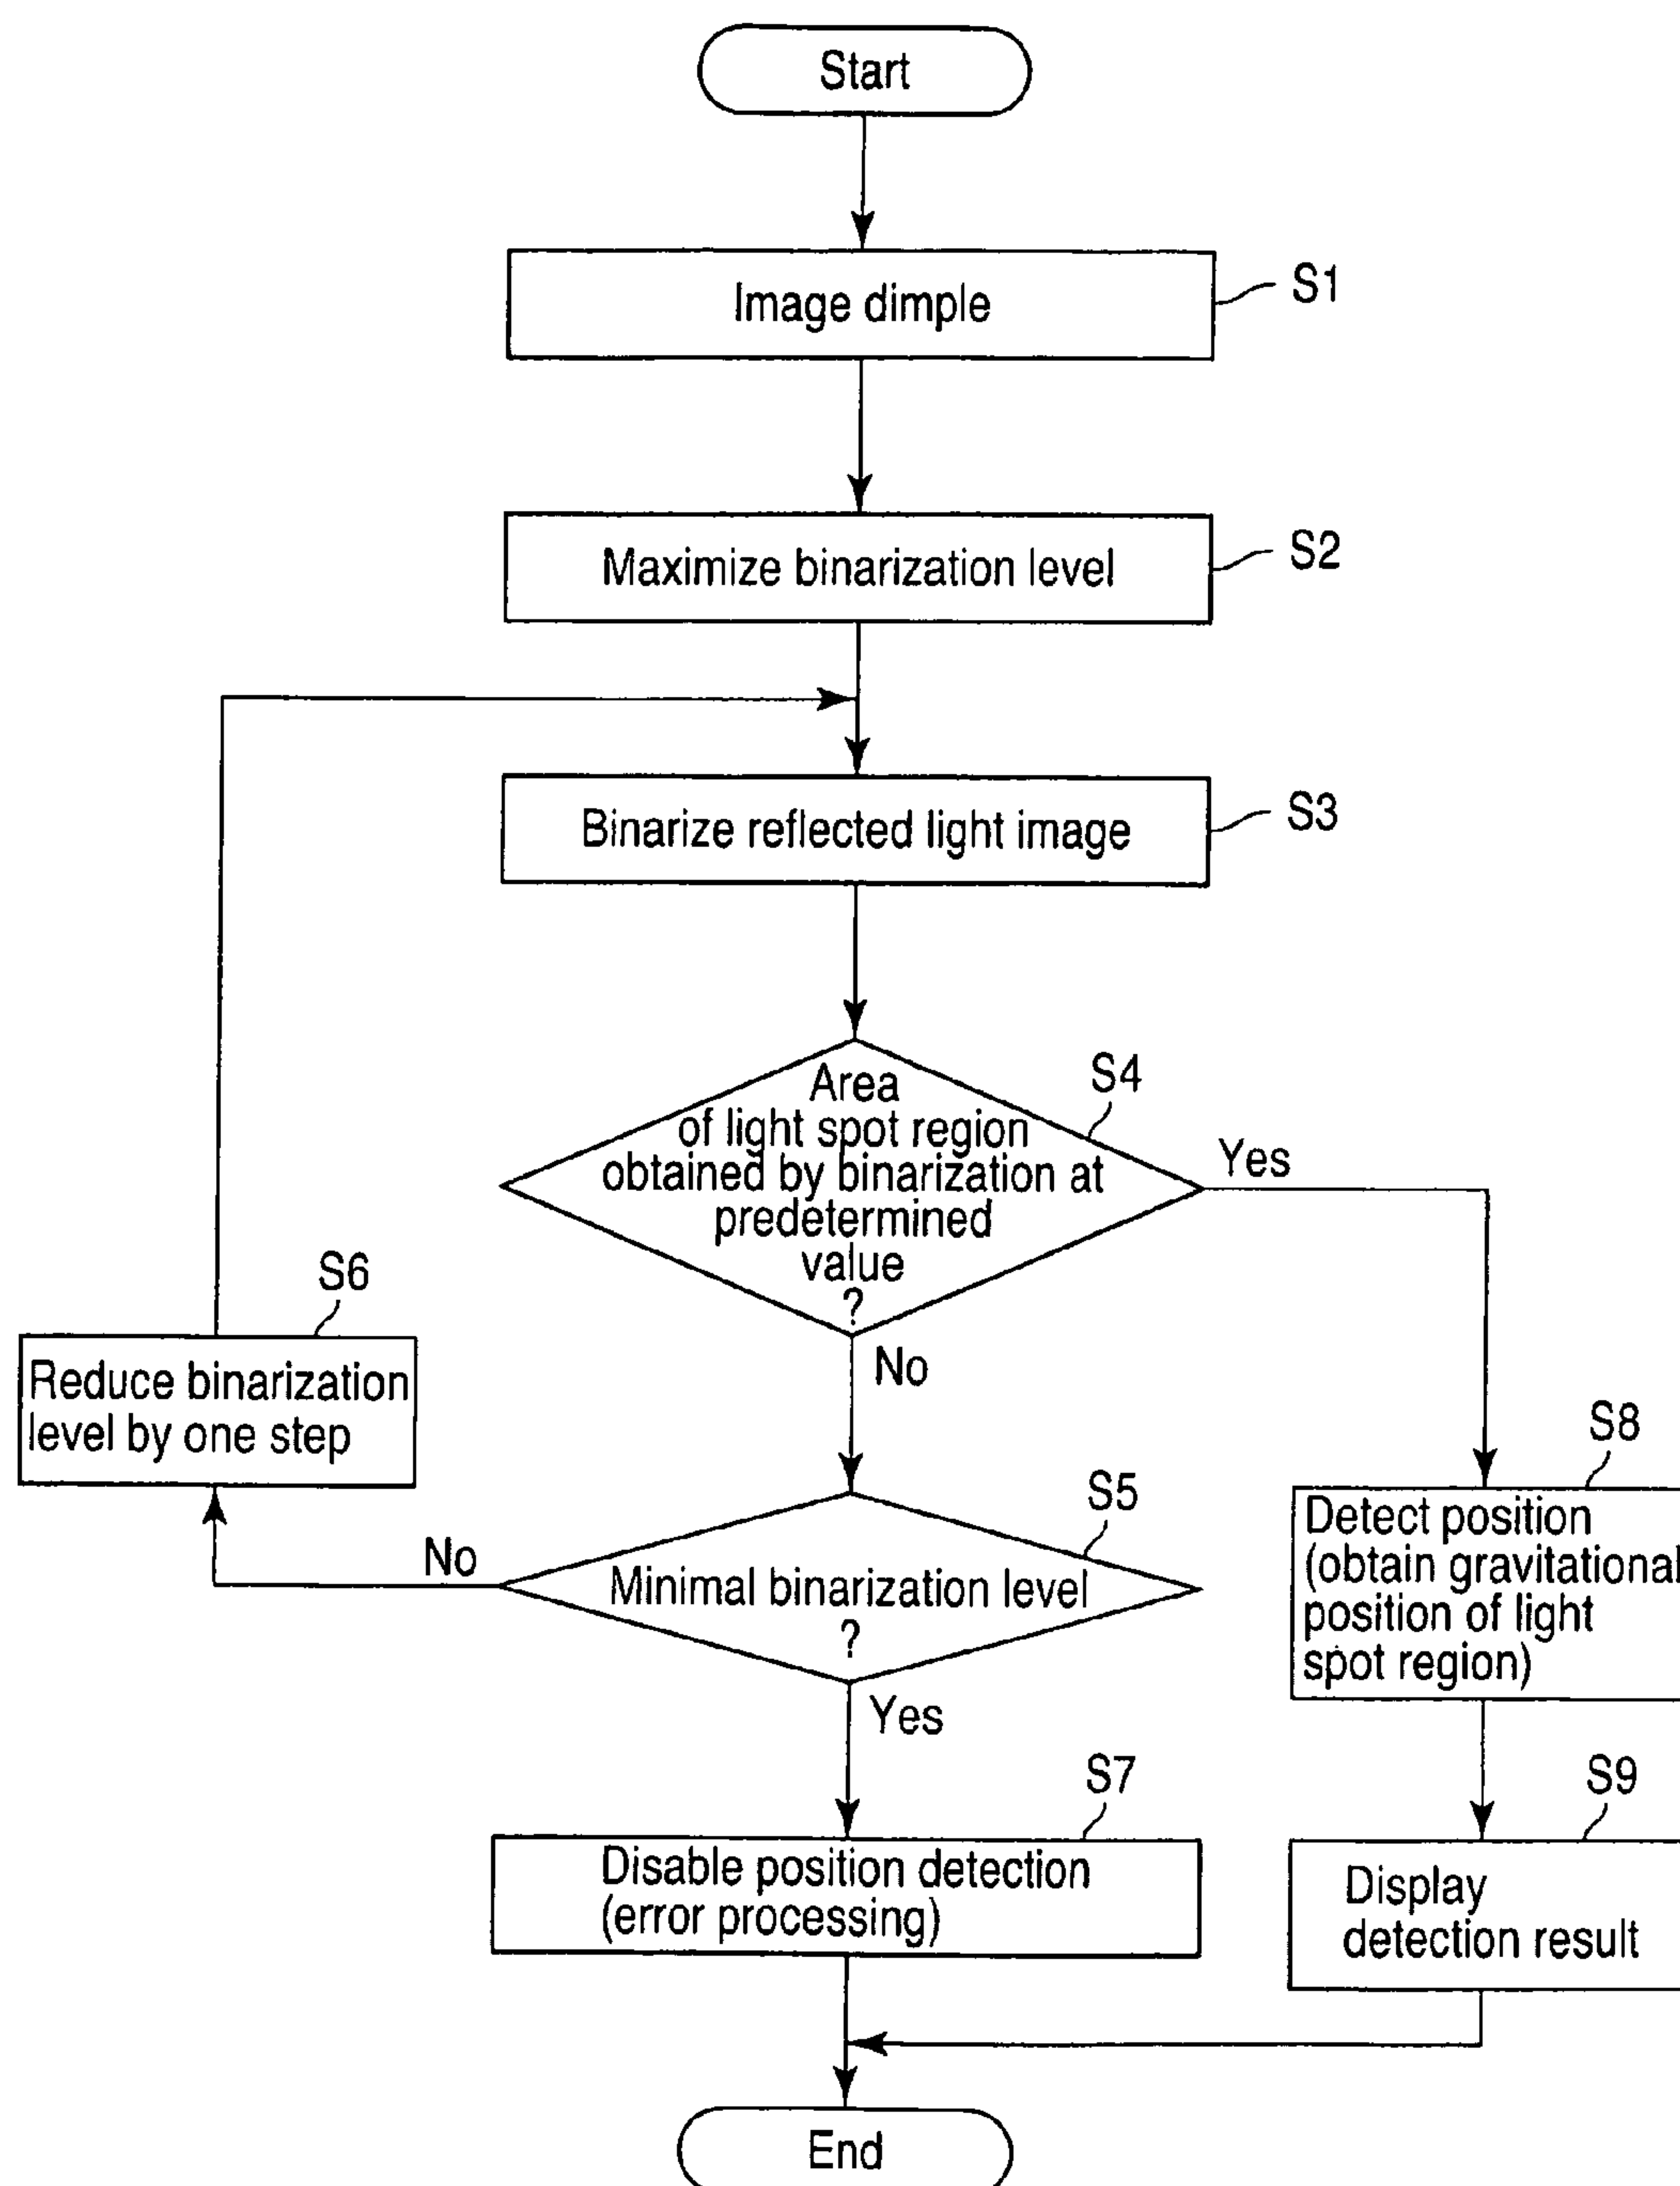 Start
Image dimple
S1
Maximize binarization level
S2
Binarize reflected light image
S3
Area
of light spot region
obtained by binarization at
predetermined
value
?
S4
Yes
No
S6
Reduce binarization
level by one step
S5
Minimal binarization level
?
No
Yes
S8
Detect position
(obtain gravitational
position of light
spot region)
S7
Disable position detection
(error processing)
S9
Display
detection result
End